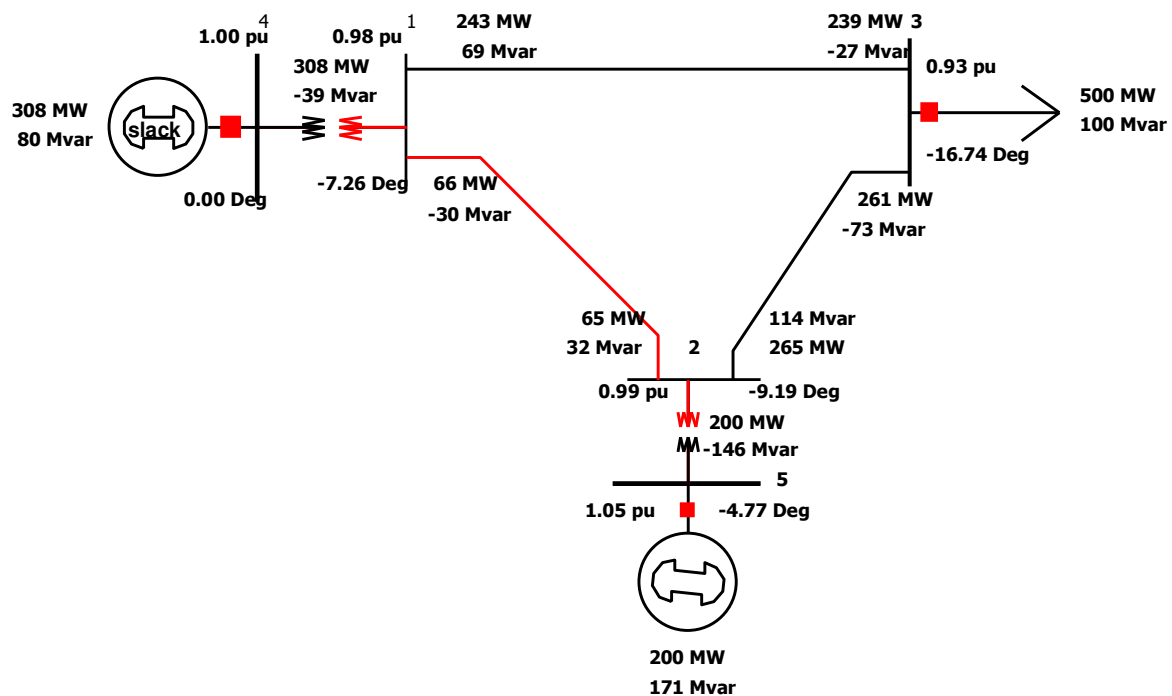 4
1
1.00 pu
0.98 pu
243 MW
69 Mvar
239 MW 3
-27 Mvar
308 MW
-39 Mvar
0.93 pu
308 MW
80 Mvar
slack
500 MW
100 Mvar
0.00 Deg
-7.26 Deg
66 MW
-30 Mvar
-16.74 Deg
261 MW
-73 Mvar
65 MW
32 Mvar
2
114 Mvar
265 MW
0.99 pu
-9.19 Deg
200 MW
-146 Mvar
5
1.05 pu
-4.77 Deg
200 MW
171 Mvar